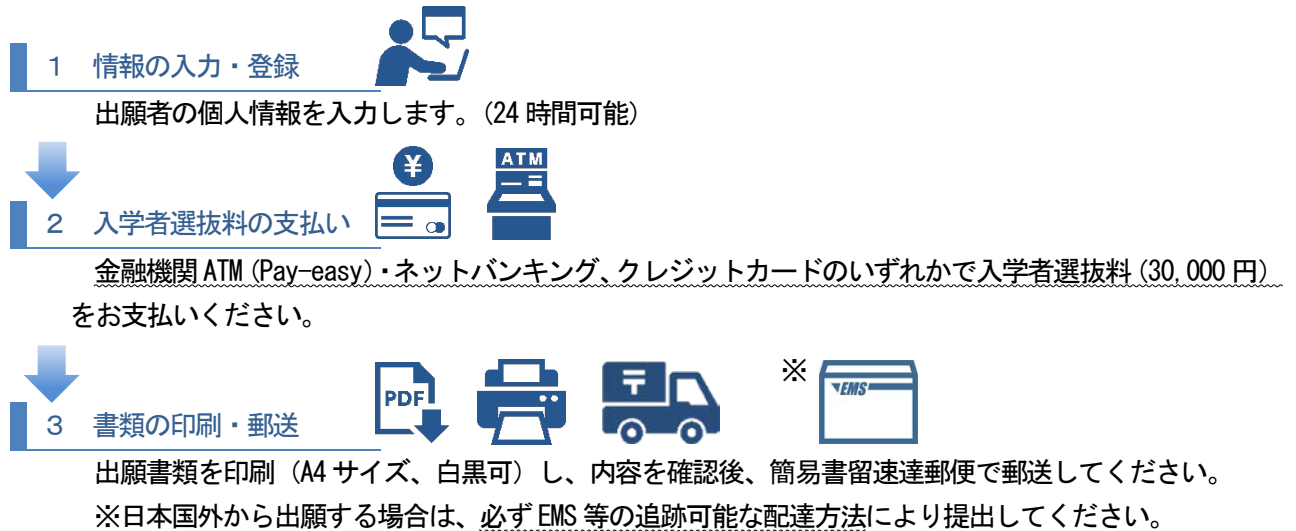 1 情報の入力・登録
出願者の個人情報を入力します。(24 時間可能)
¥
ATM
2 入学者選抜料の支払い
金融機関 ATM(Pay-easy)・ネットバンキング、クレジットカードのいずれかで入学者選抜料(30,000 円)
をお支払いください。
PDF
〒
※
EMS
3 書類の印刷・郵送
出願書類を印刷(A4 サイズ、白黒可)し、内容を確認後、簡易書留速達郵便で郵送してください。
※日本国外から出願する場合は、必ず EMS 等の追跡可能な配達方法により提出してください。